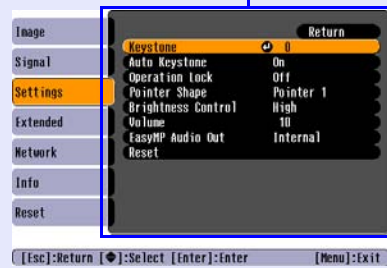 Image
Signal
Settings
Extended
Network
Info
Reset
Return
Keystone 0
Auto Keystone On
Operation Lock Off
Pointer Shape Pointer 1
Brightness Control High
Volume 10
EasyMP Audio Out Internal
Reset
[Esc]:Return [◆]:Select [Enter]:Enter [Menu]:Exit